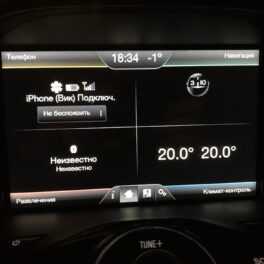 Телефон
18:34 -1°
Навигация
iPhone (Вик) Подключ.
Не беспокоить
Неизвестно
Неизвестно
20.0° 20.0°
Развлечения
Климат-контроль
TUNE+